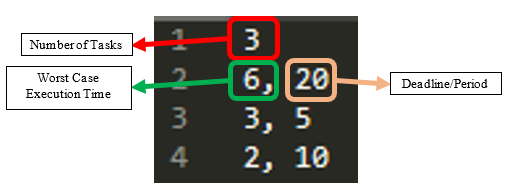 Number of Tasks
Worst Case
Execution Time
Deadline/Period
1 3
2 6, 20
3 3, 5
4 2, 10